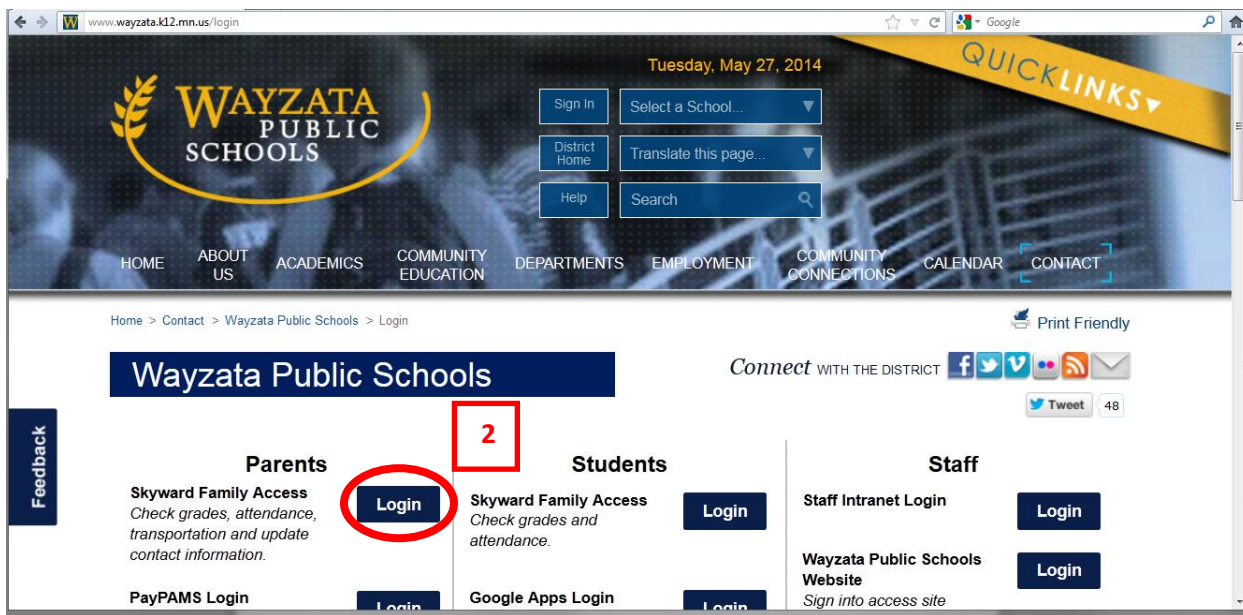 www.wayzata.k12.mn.us/login
Google
QUICKLINKS
Tuesday, May 27, 2014
WAYZATA
PUBLIC
SCHOOLS
Sign In
Select a School...
District
Home
Translate this page...
Help
Search
HOME
ABOUT
US
ACADEMICS
COMMUNITY
EDUCATION
DEPARTMENTS
EMPLOYMENT
COMMUNITY
CONNECTIONS
CALENDAR
CONTACT
Home > Contact > Wayzata Public Schools > Login
Print Friendly
Wayzata Public Schools
Connect WITH THE DISTRICT
Tweet 48
Feedback
2
Parents
Skyward Family Access
Check grades, attendance,
transportation and update
contact information.
Login
PayPAMS Login
Login
Students
Skyward Family Access
Check grades and
attendance.
Login
Google Apps Login
Login
Staff
Staff Intranet Login
Login
Wayzata Public Schools
Website
Sign into access site
Login